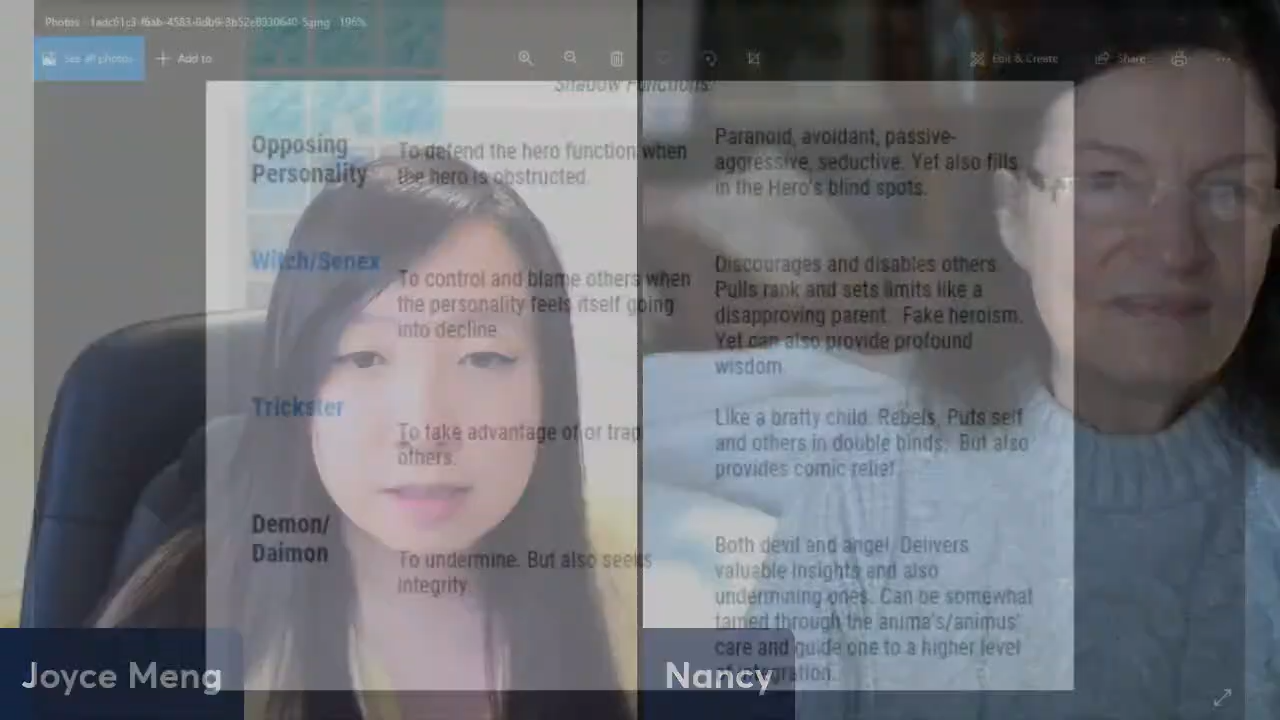 Photos - 1adc61c3-f6ab-4583-8db9-3b52e8930640-5.png 196%
See all photos
Add to
Edit & Create
Share
Shadow Functions
Opposing
Personality
To defend the hero function when
the hero is obstructed.
Paranoid, avoidant, passive-
aggressive, seductive. Yet also fills
in the Hero's blind spots.
Witch/Senex
To control and blame others when
the personality feels itself going
into decline.
Discourages and disables others.
Pulls rank and sets limits like a
disapproving parent. Fake heroism.
Yet can also provide profound
wisdom
Trickster
To take advantage of or trap
others.
Like a bratty child. Rebels, Puts self
and others in double binds. But also
provides comic relief.
Demon/
Daimon
To undermine. But also seeks
integrity.
Both devil and angel. Delivers
valuable insights and also
undermining ones. Can be somewhat
tamed through the anima's/animus'
care and guide one to a higher level
of integration.
Joyce Meng
Nancy